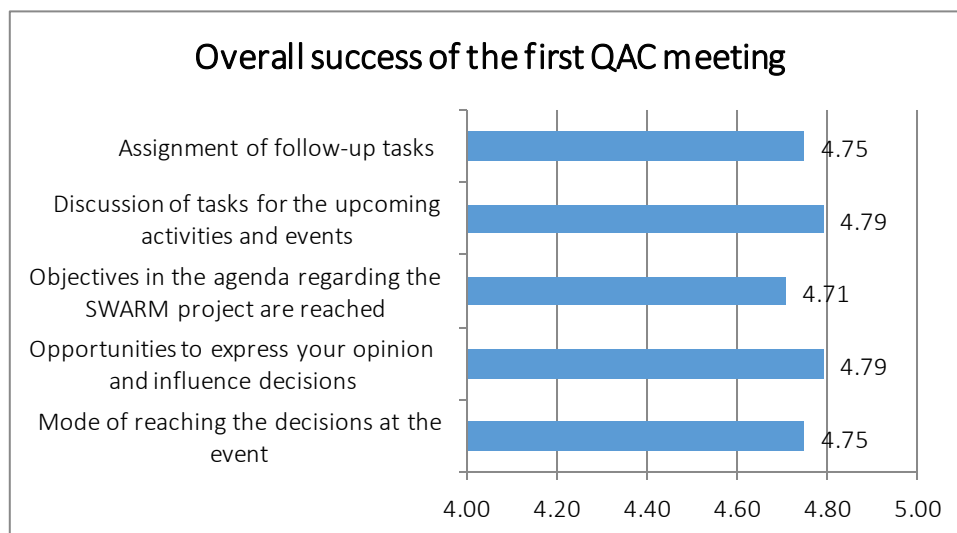 Overall success of the first QAC meeting
Assignment of follow-up tasks
4.75
Discussion of tasks for the upcoming
activities and events
4.79
Objectives in the agenda regarding the
SWARM project are reached
4.71
Opportunities to express your opinion
and influence decisions
4.79
Mode of reaching the decisions at the
event
4.75
4.00 4.20 4.40 4.60 4.80 5.00